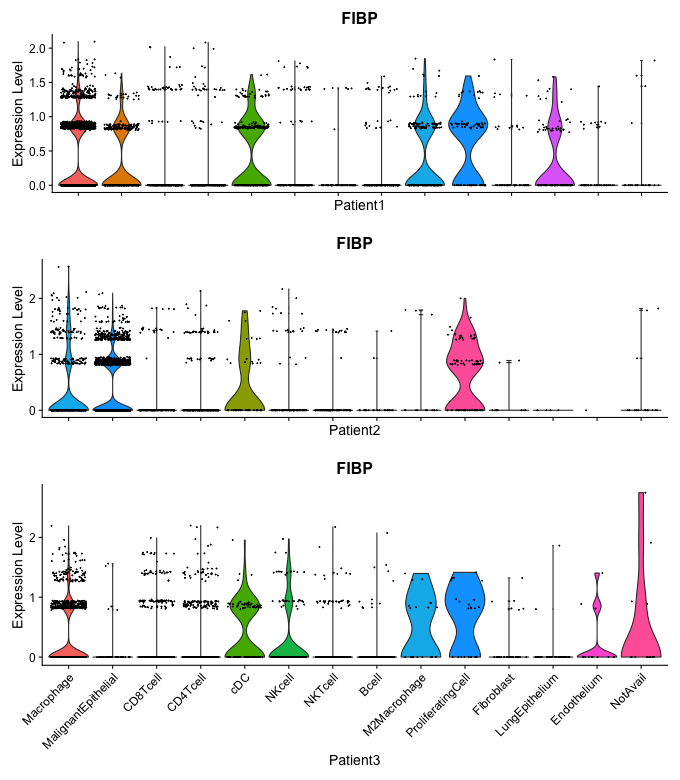 FIBP
Expression Level
2.0
1.5
1.0
0.5
0.0
Patient1
FIBP
Expression Level
2
1
0
Patient2
FIBP
Expression Level
2
1
0
Macrophage
MalignantEpithelial
CD8Tcell
CD4Tcell
cDC
NKcell
NKTcell
Bcell
M2Macrophage
ProliferatingCell
Fibroblast
LungEpithelium
Endothelium
NotAvail
Patient3